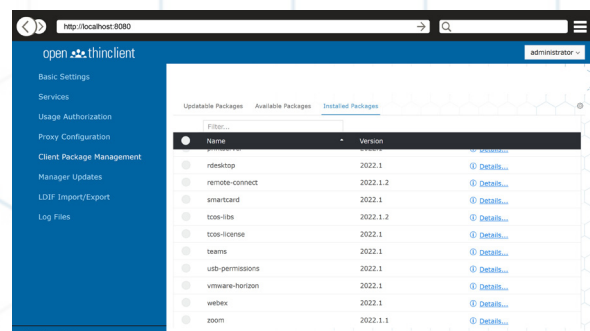 http://localhost:8080
open thinclient
administrator
Basic Settings
Services
Usage Authorization
Proxy Configuration
Client Package Management
Manager Updates
LDIF Import/Export
Log Files
Updatable Packages Available Packages Installed Packages
Filter...
Name Version
2022.1 Details...
rdesktop 2022.1 Details...
remote-connect 2022.1.2 Details...
smartcard 2022.1 Details...
tcos-libs 2022.1.2 Details...
tcos-license 2022.1 Details...
teams 2022.1 Details...
usb-permissions 2022.1 Details...
vmware-horizon 2022.1 Details...
webex 2022.1 Details...
zoom 2022.1.1 Details...